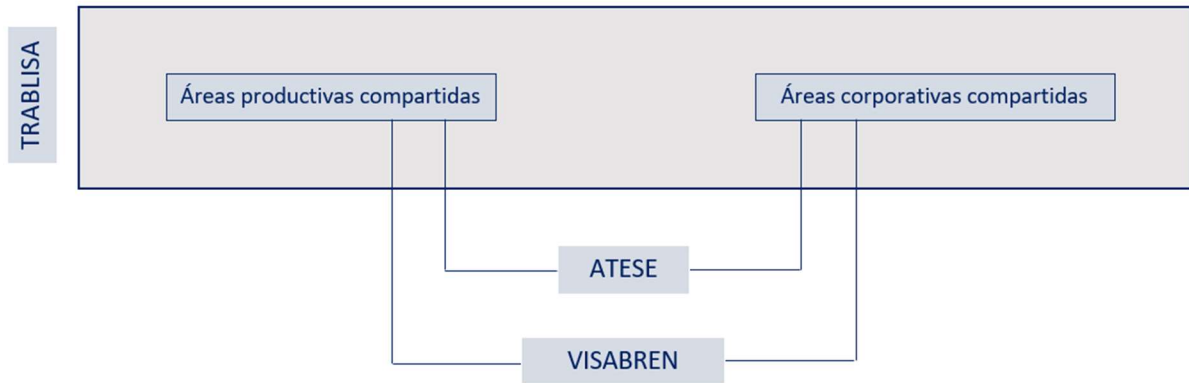 TRABLISA
Áreas productivas compartidas
Áreas corporativas compartidas
ATESE
VISABREN